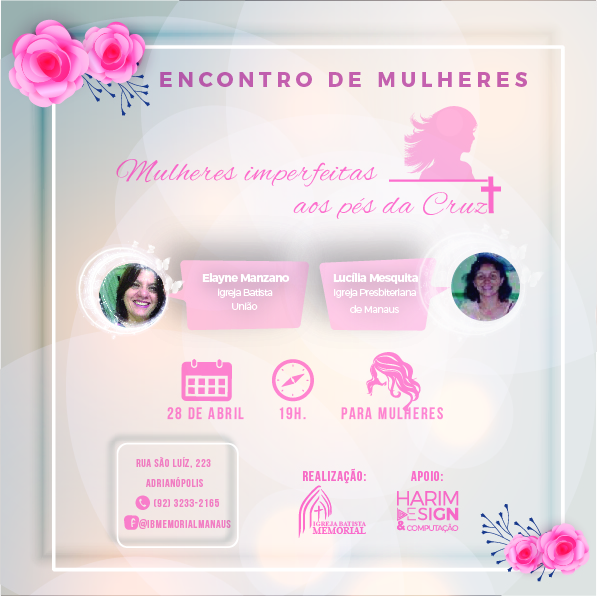 ENCONTRO DE MULHERES
Mulheres imperfeitas
aos pés da Cruz
Elayne Manzano
Igreja Batista
União
Lucília Mesquita
Igreja Presbiteriana
de Manaus
28 DE ABRIL
19H.
PARA MULHERES
RUA SÃO LUÍZ, 223
ADRIANÓPOLIS
(92) 3233-2165
@IBMEMORIALMANAUS
REALIZAÇÃO:
IGREJA BATISTA
MEMORIAL
APOIO:
HARIM
DESIGN
& COMPUTAÇÃO